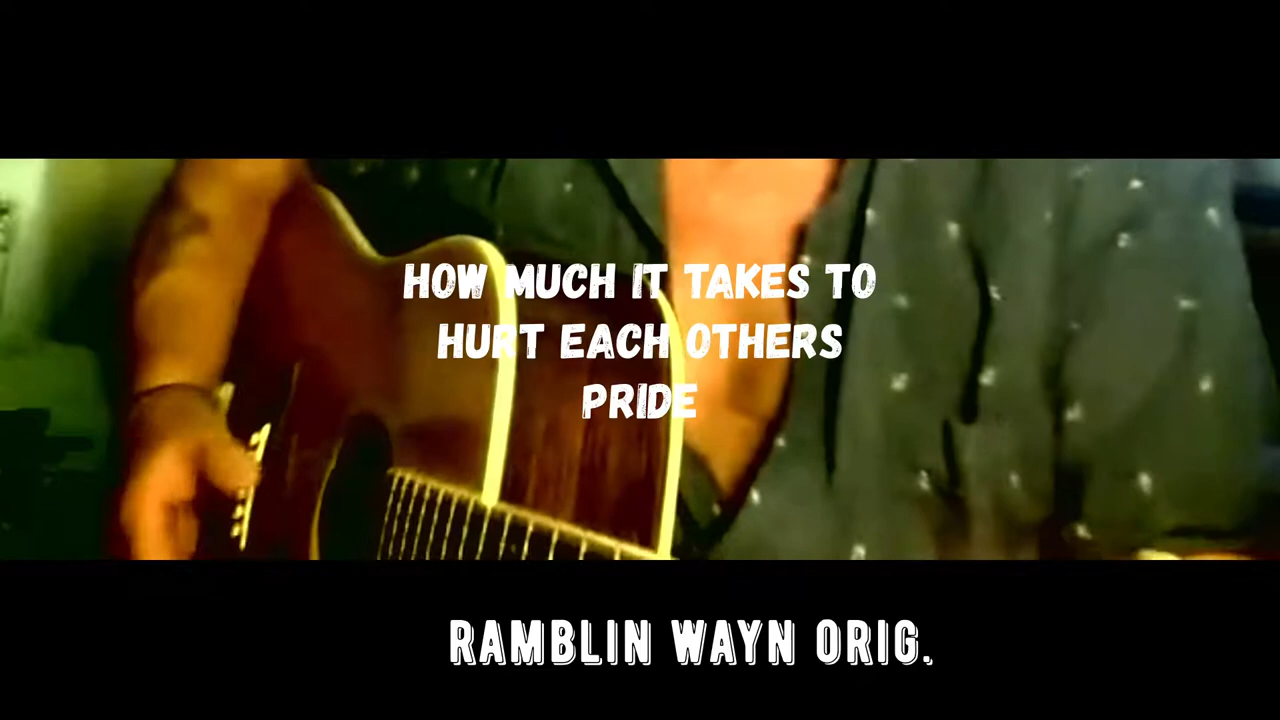 HOW MUCH IT TAKES TO
HURT EACH OTHERS
PRIDE
RAMBLIN WAYN ORIG.